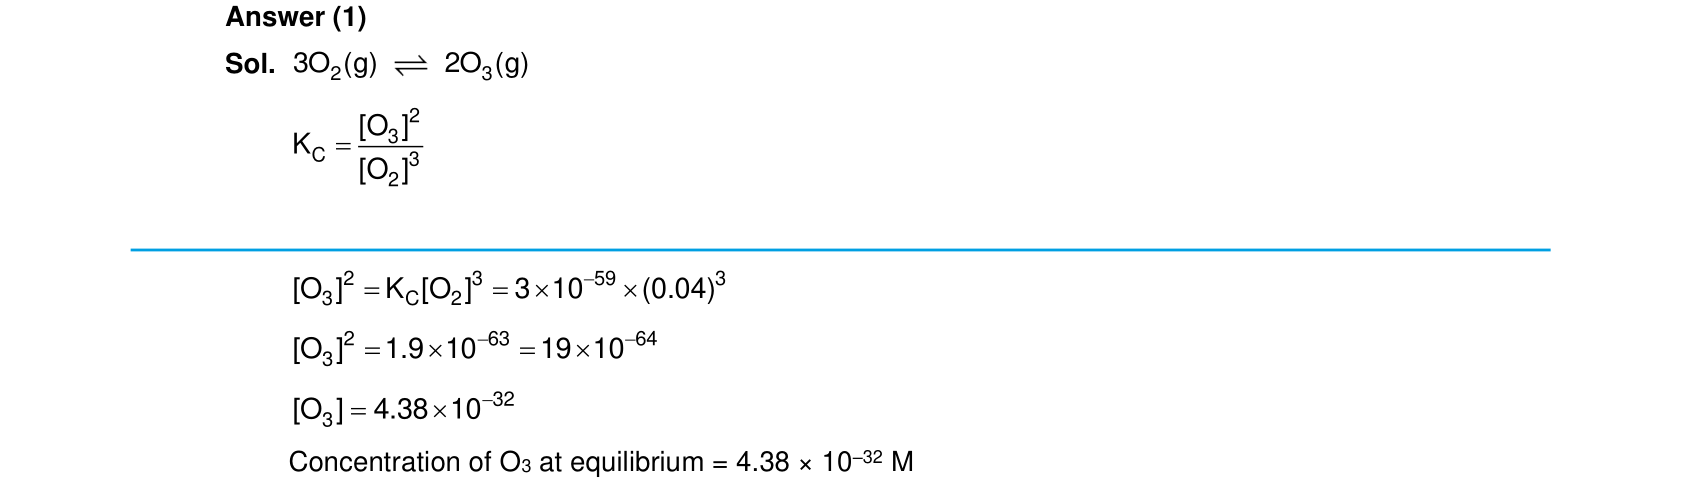 Answer (1)
Sol. 3O₂(g) ⇌ 2O₃(g)
K_C = [O₃]² / [O₂]³
[O₃]² = K_C[O₂]³ = 3×10⁻⁵⁹ ×(0.04)³
[O₃]² = 1.9×10⁻⁶³ = 19×10⁻⁶⁴
[O₃] = 4.38×10⁻³²
Concentration of O₃ at equilibrium = 4.38 × 10⁻³² M